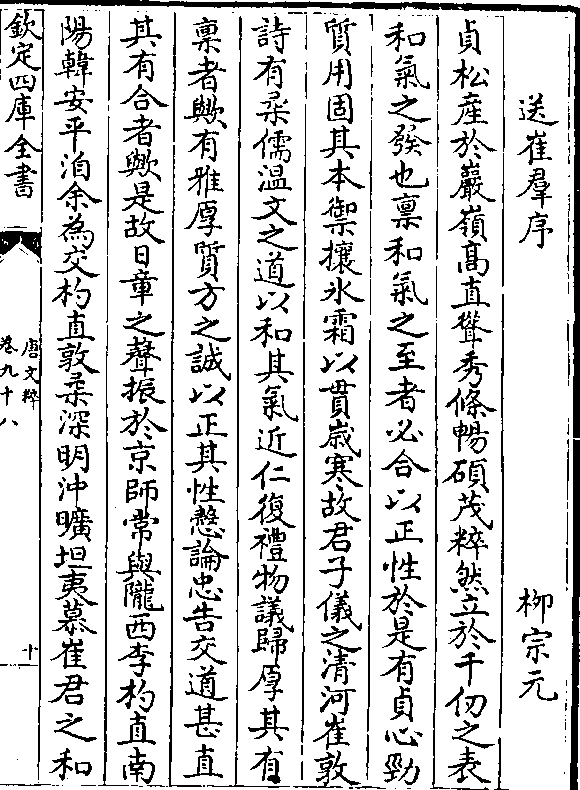 送崔羣序 柳宗元
貞松産於巖嶺髙直聳秀條暢碩茂粹然立於千仞之表
和氣之發也禀和氣之至者必合以正性於是有貞心勁
質用固其本禦攘氷霜以貫歲寒故君子儀之清河崔敦
詩有柔儒温文之道以和其氣近仁復禮物議歸厚其有
禀者歟有雅厚質方之誠以正其性慤論忠告交道甚直
其有合者歟是故日章之聲振於京師常與隴西李杓直南
陽韓安平洎余為交杓直敦柔深明沖曠坦夷慕崔君之和
欽定四庫全書
唐文粹
卷九十八
十